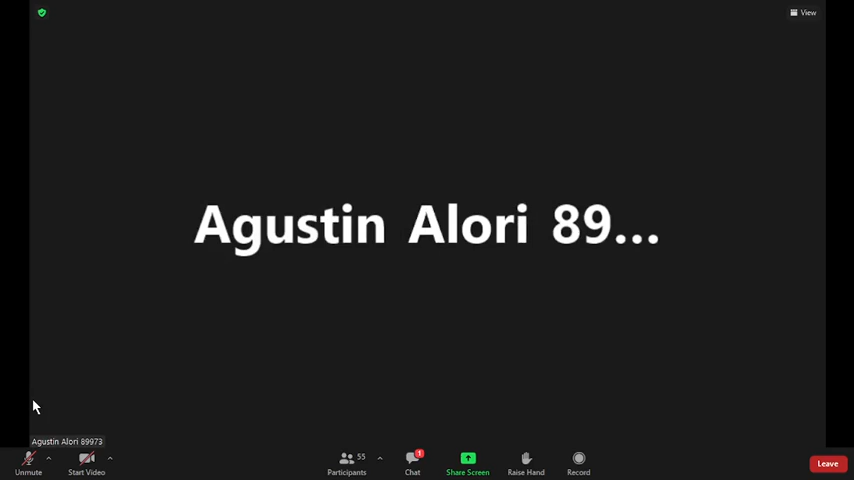 View
Agustin Alori 89...
Agustin Alori 89973
Unmute
Start Video
55
Participants
1
Chat
Share Screen
Raise Hand
Record
Leave